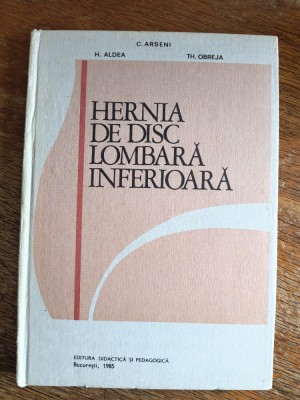 C. ARSENI
H. ALDEA TH. OBREJA
HERNIA
DE DISC
LOMBARĂ
INFERIOARĂ
EDITURA DIDACTICĂ ȘI PEDAGOGICĂ
București, 1985